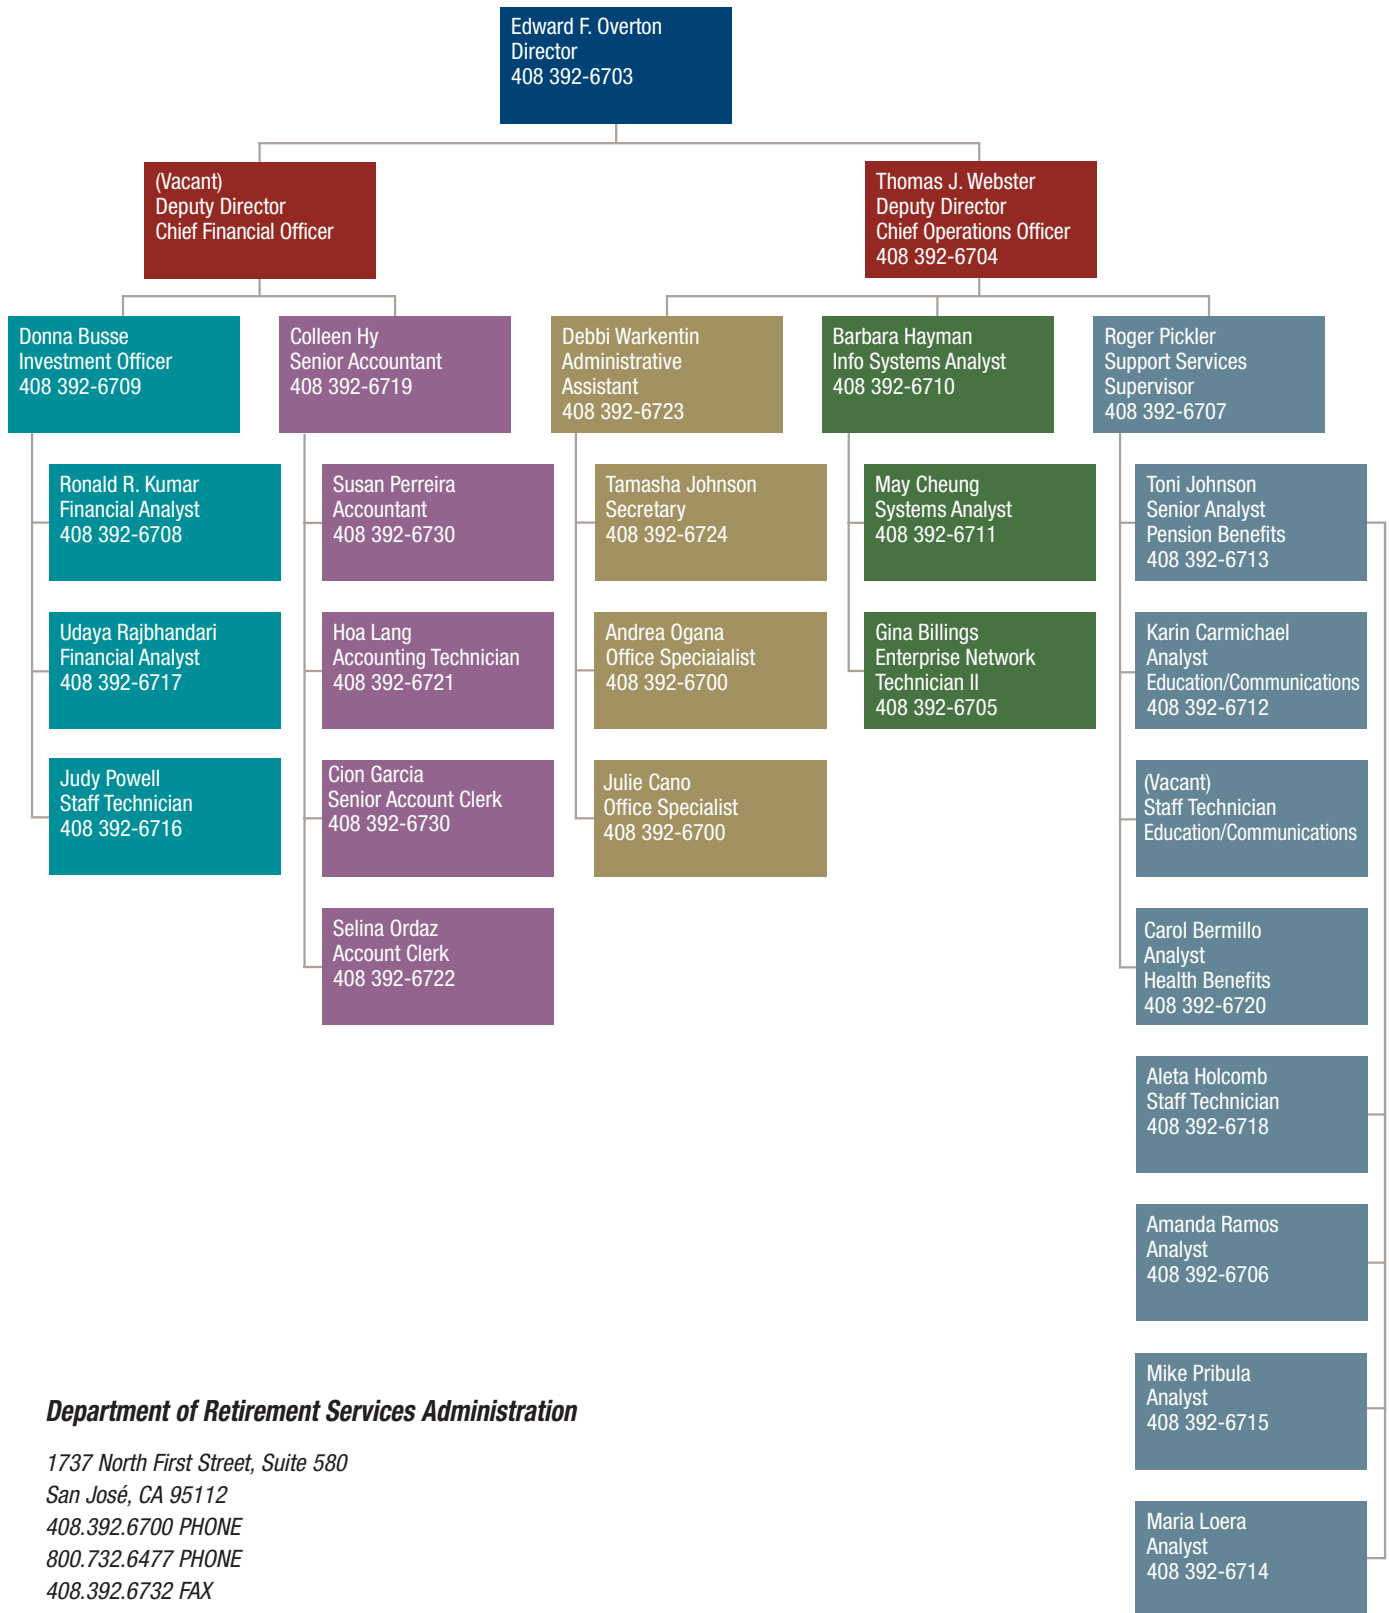 Edward F. Overton
Director
408 392-6703
(Vacant)
Deputy Director
Chief Financial Officer
Thomas J. Webster
Deputy Director
Chief Operations Officer
408 392-6704
Donna Busse
Investment Officer
408 392-6709
Colleen Hy
Senior Accountant
408 392-6719
Debbi Warkentin
Administrative
Assistant
408 392-6723
Barbara Hayman
Info Systems Analyst
408 392-6710
Roger Pickler
Support Services
Supervisor
408 392-6707
Ronald R. Kumar
Financial Analyst
408 392-6708
Susan Perreira
Accountant
408 392-6730
Tamasha Johnson
Secretary
408 392-6724
May Cheung
Systems Analyst
408 392-6711
Toni Johnson
Senior Analyst
Pension Benefits
408 392-6713
Udaya Rajbhandari
Financial Analyst
408 392-6717
Hoa Lang
Accounting Technician
408 392-6721
Andrea Ogana
Office Speciaialist
408 392-6700
Gina Billings
Enterprise Network
Technician II
408 392-6705
Karin Carmichael
Analyst
Education/Communications
408 392-6712
Judy Powell
Staff Technician
408 392-6716
Cion Garcia
Senior Account Clerk
408 392-6730
Julie Cano
Office Specialist
408 392-6700
(Vacant)
Staff Technician
Education/Communications
Selina Ordaz
Account Clerk
408 392-6722
Carol Bermillo
Analyst
Health Benefits
408 392-6720
Aleta Holcomb
Staff Technician
408 392-6718
Amanda Ramos
Analyst
408 392-6706
Mike Pribula
Analyst
408 392-6715
Maria Loera
Analyst
408 392-6714
Department of Retirement Services Administration
1737 North First Street, Suite 580
San José, CA 95112
408.392.6700 PHONE
800.732.6477 PHONE
408.392.6732 FAX